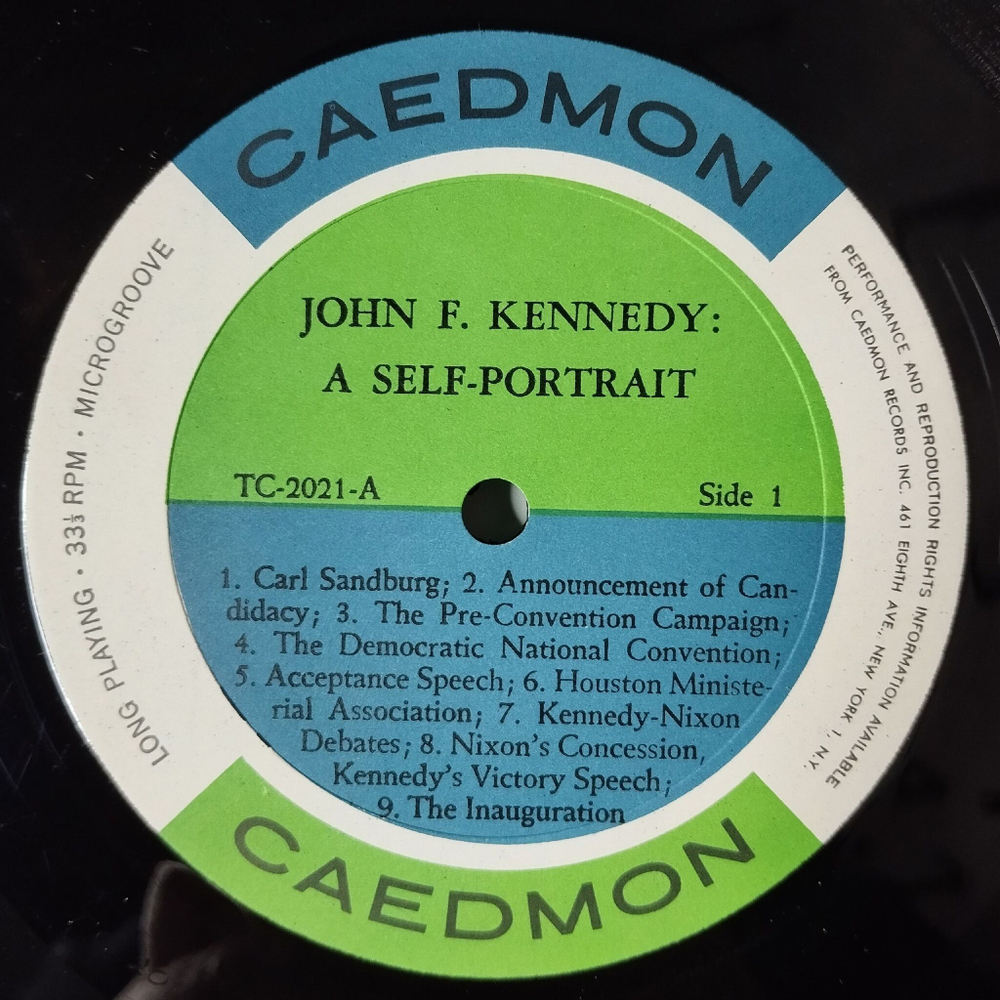 CAEDMON
LONG PLAYING · 33⅓ RPM · MICROGROOVE
JOHN F. KENNEDY:
A SELF-PORTRAIT
TC-2021-A Side 1
1. Carl Sandburg; 2. Announcement of Can-
didacy; 3. The Pre-Convention Campaign;
4. The Democratic National Convention;
5. Acceptance Speech; 6. Houston Ministe-
rial Association; 7. Kennedy-Nixon
Debates; 8. Nixon's Concession,
Kennedy's Victory Speech;
9. The Inauguration
PERFORMANCE AND REPRODUCTION RIGHTS INFORMATION AVAILABLE
FROM CAEDMON RECORDS INC. 461 EIGHTH AVE., NEW YORK 1, N.Y.
CAEDMON